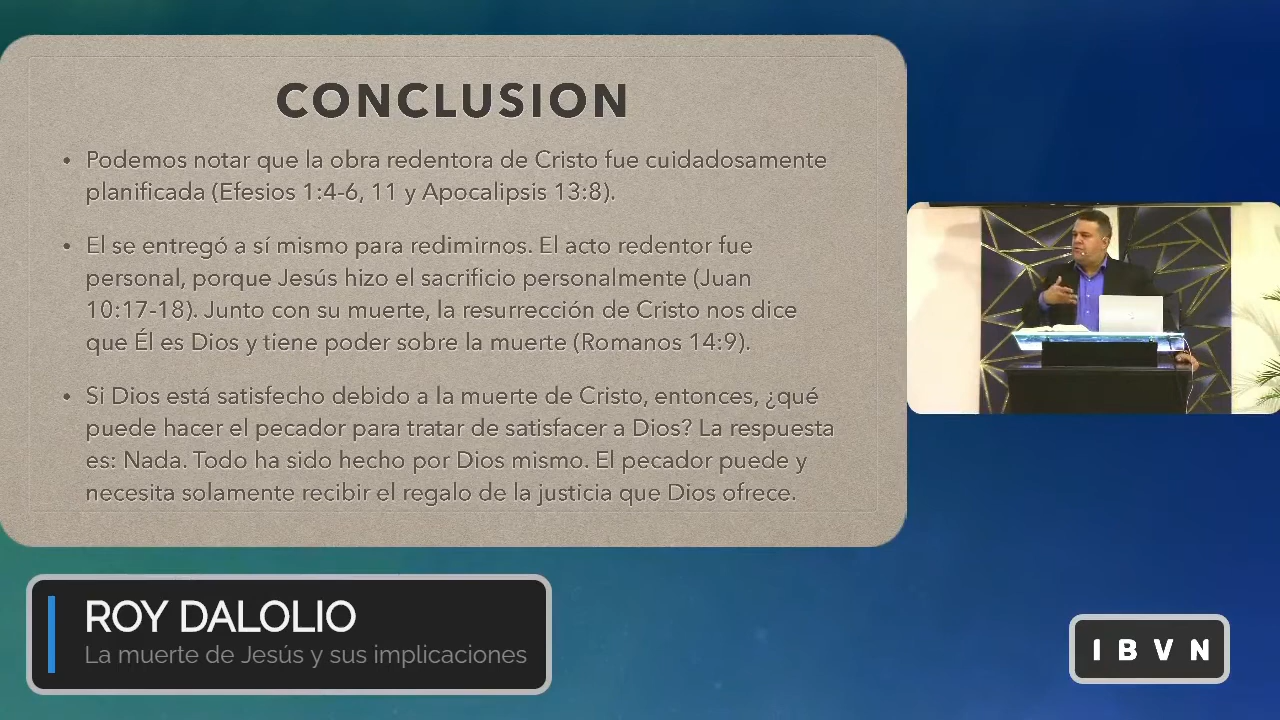 CONCLUSION
• Podemos notar que la obra redentora de Cristo fue cuidadosamente
planificada (Efesios 1:4-6, 11 y Apocalipsis 13:8).
• El se entregó a sí mismo para redimirnos. El acto redentor fue
personal, porque Jesús hizo el sacrificio personalmente (Juan
10:17-18). Junto con su muerte, la resurrección de Cristo nos dice
que Él es Dios y tiene poder sobre la muerte (Romanos 14:9).
• Si Dios está satisfecho debido a la muerte de Cristo, entonces, ¿qué
puede hacer el pecador para tratar de satisfacer a Dios? La respuesta
es: Nada. Todo ha sido hecho por Dios mismo. El pecador puede y
necesita solamente recibir el regalo de la justicia que Dios ofrece.
ROY DALOLIO
La muerte de Jesús y sus implicaciones
IBVN